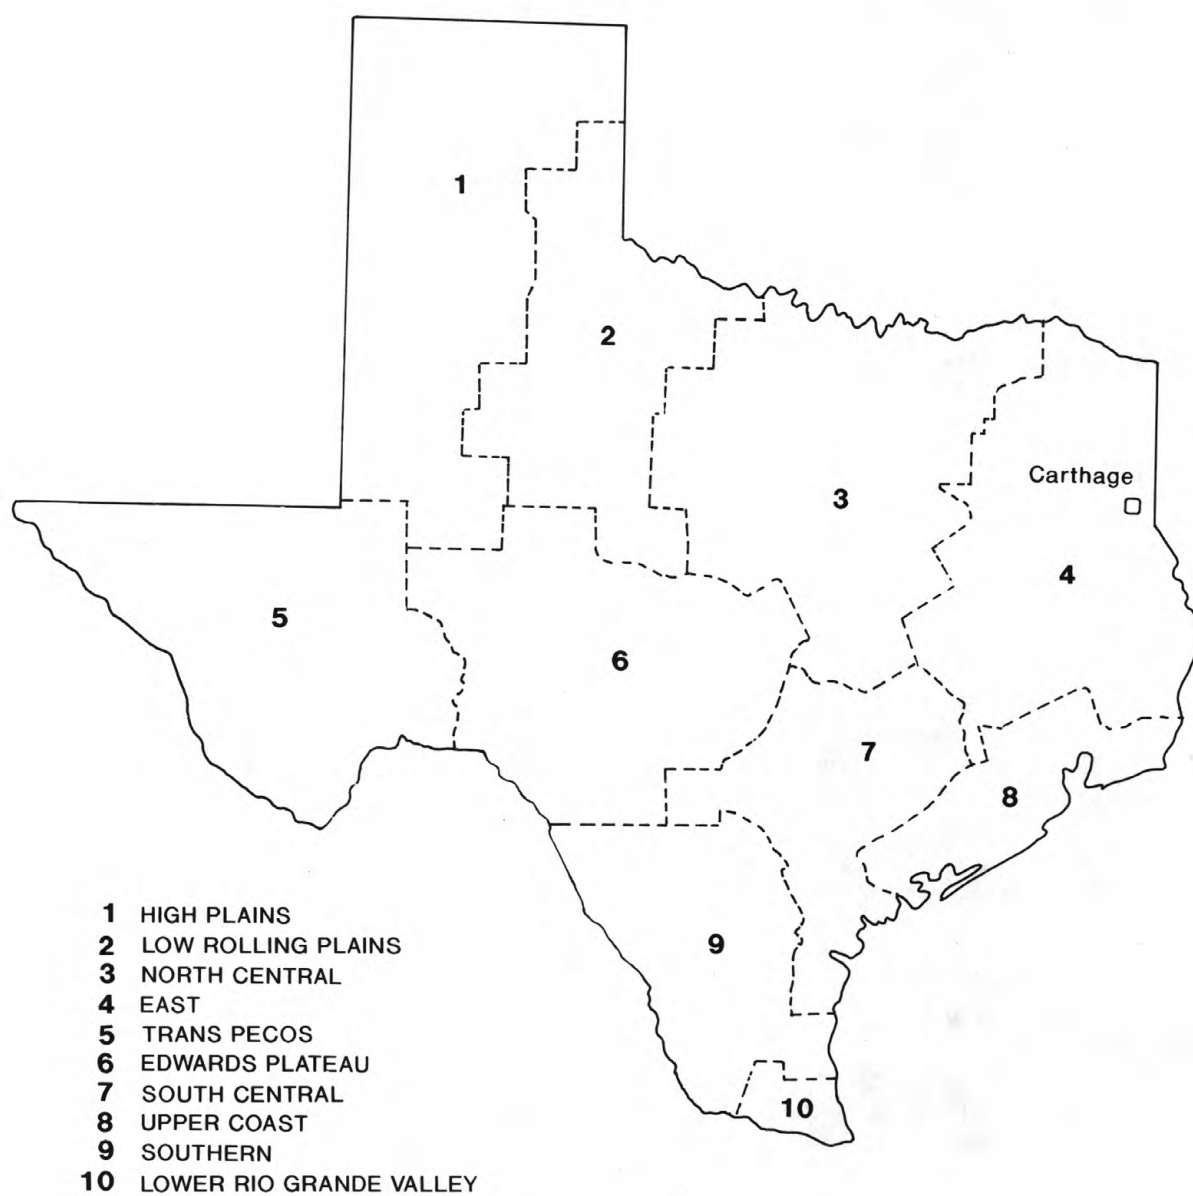 1
2
Carthage
3
4
5
6
7
8
9
10
1 HIGH PLAINS
2 LOW ROLLING PLAINS
3 NORTH CENTRAL
4 EAST
5 TRANS PECOS
6 EDWARDS PLATEAU
7 SOUTH CENTRAL
8 UPPER COAST
9 SOUTHERN
10 LOWER RIO GRANDE VALLEY